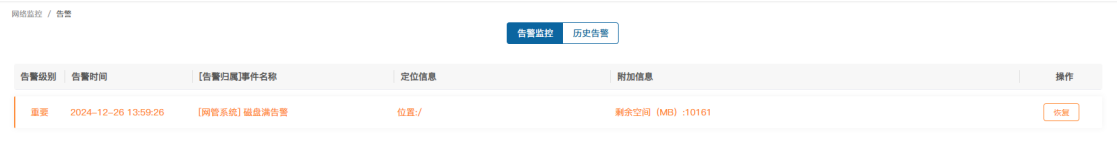 网络监控 / 告警
告警监控 历史告警
告警级别 告警时间 [告警归属]事件名称 定位信息 附加信息 操作
重要 2024-12-26 13:59:26 [网管系统] 磁盘满告警 位置:/ 剩余空间（MB）:10161 恢复